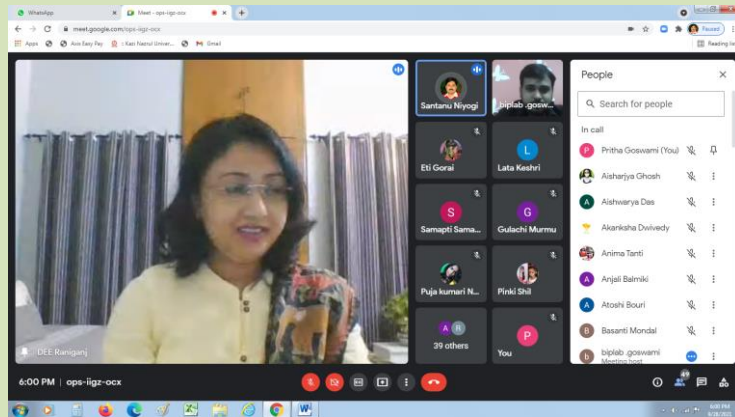 WhatsApp
Meet - ops-iigz-ocx
meet.google.com/ops-iigz-ocx
Paused
Apps
Axis Easy Pay
:: Kazi Nazrul Univer...
Gmail
Reading list
Santanu Niyogi
biplab .gosw...
Eti Gorai
L
Lata Keshri
S
Samapti Sama...
G
Gulachi Murmu
Puja kumari N...
Pinki Shil
A
39 others
P
You
DEE Raniganj
People
Search for people
In call
P Pritha Goswami (You)
Aisharjya Ghosh
A Aishwarya Das
Akanksha Dwivedy
Anima Tanti
A Anjali Balmiki
A Atoshi Bouri
B Basanti Mondal
b biplab .goswami
Meeting host
6:00 PM | ops-iigz-ocx
49
6:00 PM